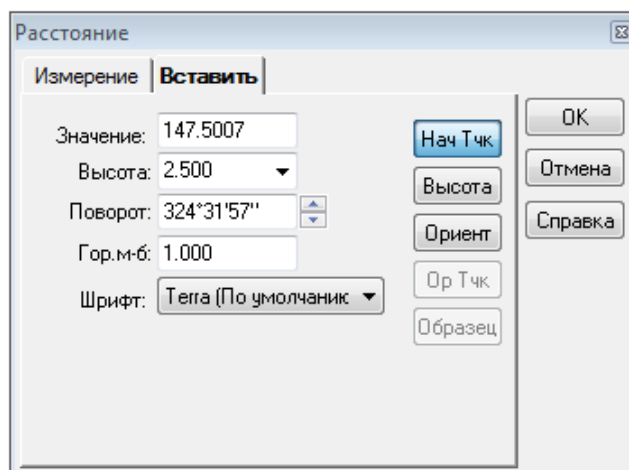 Расстояние
Измерение
Вставить
Значение: 147.5007
Высота: 2.500
Поворот: 324°31'57"
Гор.м-б: 1.000
Шрифт: Terra (По умолчаник
Нач Тчк
Высота
Ориент
Ор Тчк
Образец
OK
Отмена
Справка